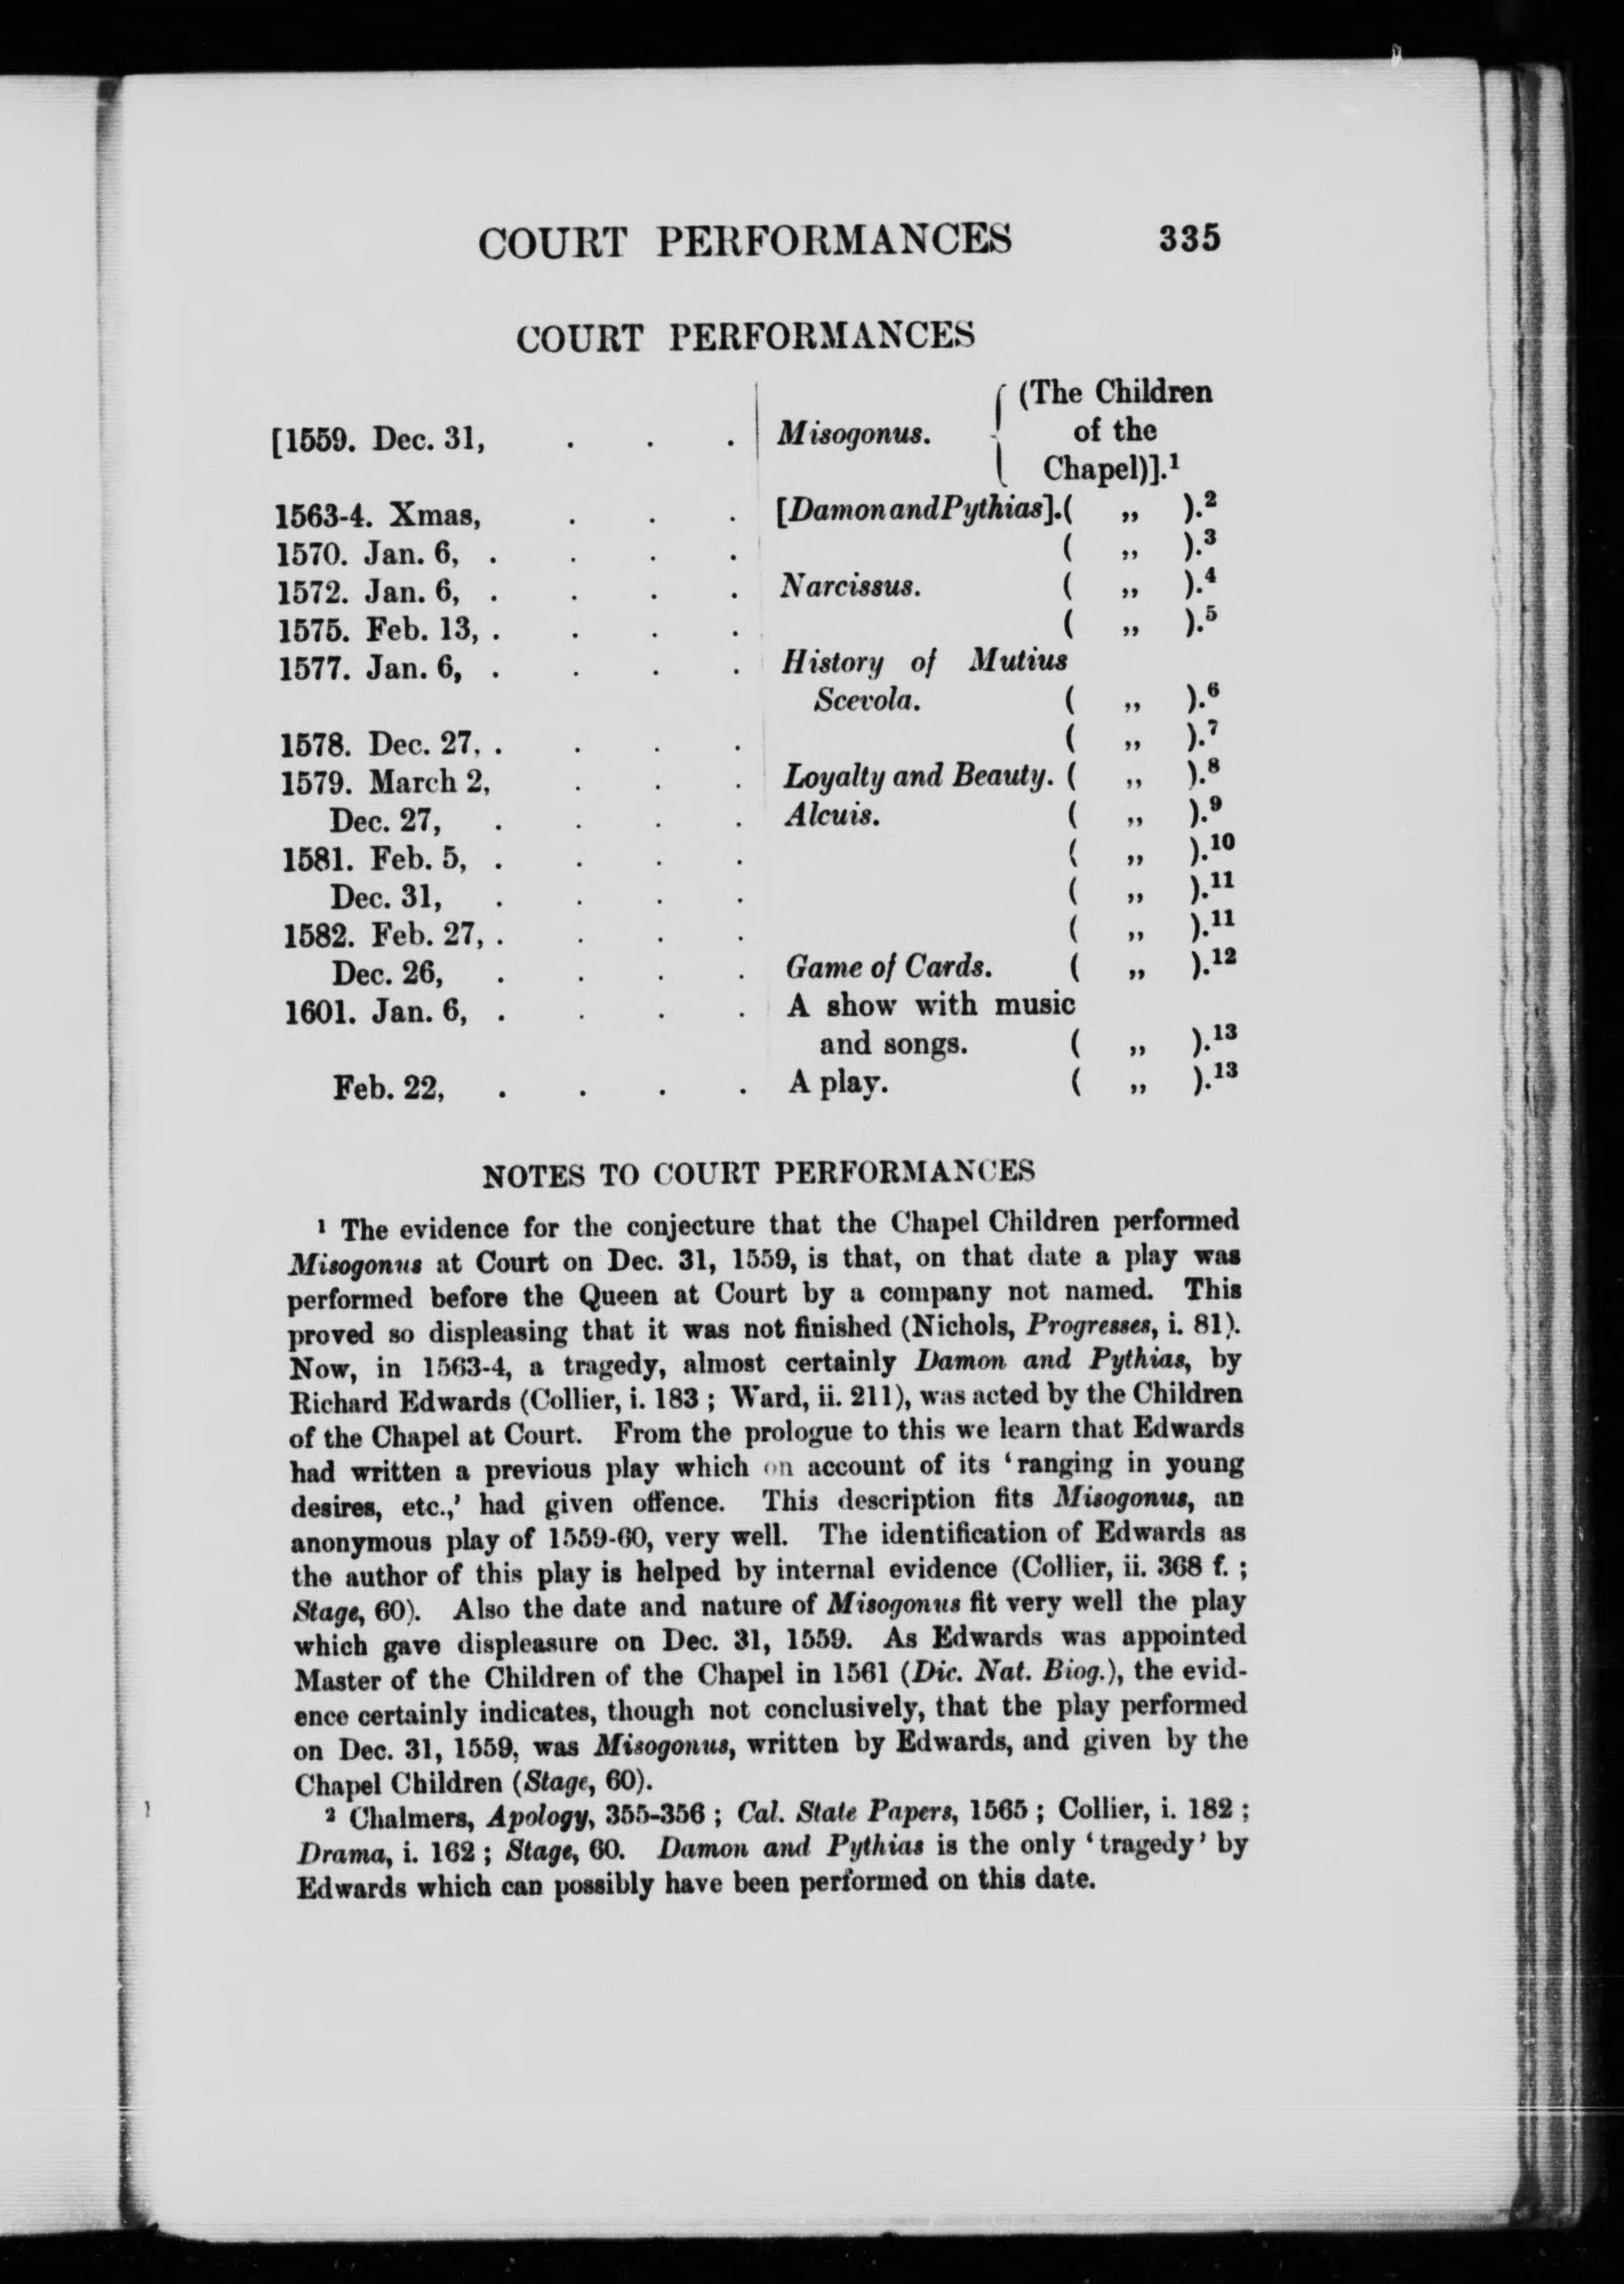 COURT PERFORMANCES 335
COURT PERFORMANCES
[1559. Dec. 31, . . . Misogonus. { (The Children
of the
Chapel)].¹
1563-4. Xmas, . . . [Damon and Pythias]. ( „ ).²
1570. Jan. 6, . . . . ( „ ).³
1572. Jan. 6, . . . . Narcissus. ( „ ).⁴
1575. Feb. 13, . . . . ( „ ).⁵
1577. Jan. 6, . . . . History of Mutius
Scevola. ( „ ).⁶
1578. Dec. 27, . . . . ( „ ).⁷
1579. March 2, . . . Loyalty and Beauty. ( „ ).⁸
Dec. 27, . . . . Alcuis. ( „ ).⁹
1581. Feb. 5, . . . . ( „ ).¹⁰
Dec. 31, . . . . ( „ ).¹¹
1582. Feb. 27, . . . . ( „ ).¹¹
Dec. 26, . . . . Game of Cards. ( „ ).¹²
1601. Jan. 6, . . . . A show with music
and songs. ( „ ).¹³
Feb. 22, . . . . A play. ( „ ).¹³
NOTES TO COURT PERFORMANCES
¹ The evidence for the conjecture that the Chapel Children performed
Misogonus at Court on Dec. 31, 1559, is that, on that date a play was
performed before the Queen at Court by a company not named. This
proved so displeasing that it was not finished (Nichols, Progresses, i. 81).
Now, in 1563-4, a tragedy, almost certainly Damon and Pythias, by
Richard Edwards (Collier, i. 183 ; Ward, ii. 211), was acted by the Children
of the Chapel at Court. From the prologue to this we learn that Edwards
had written a previous play which on account of its ‘ranging in young
desires, etc.,’ had given offence. This description fits Misogonus, an
anonymous play of 1559-60, very well. The identification of Edwards as
the author of this play is helped by internal evidence (Collier, ii. 368 f. ;
Stage, 60). Also the date and nature of Misogonus fit very well the play
which gave displeasure on Dec. 31, 1559. As Edwards was appointed
Master of the Children of the Chapel in 1561 (Dic. Nat. Biog.), the evid-
ence certainly indicates, though not conclusively, that the play performed
on Dec. 31, 1559, was Misogonus, written by Edwards, and given by the
Chapel Children (Stage, 60).
² Chalmers, Apology, 355-356 ; Cal. State Papers, 1565 ; Collier, i. 182 ;
Drama, i. 162 ; Stage, 60. Damon and Pythias is the only ‘tragedy’ by
Edwards which can possibly have been performed on this date.